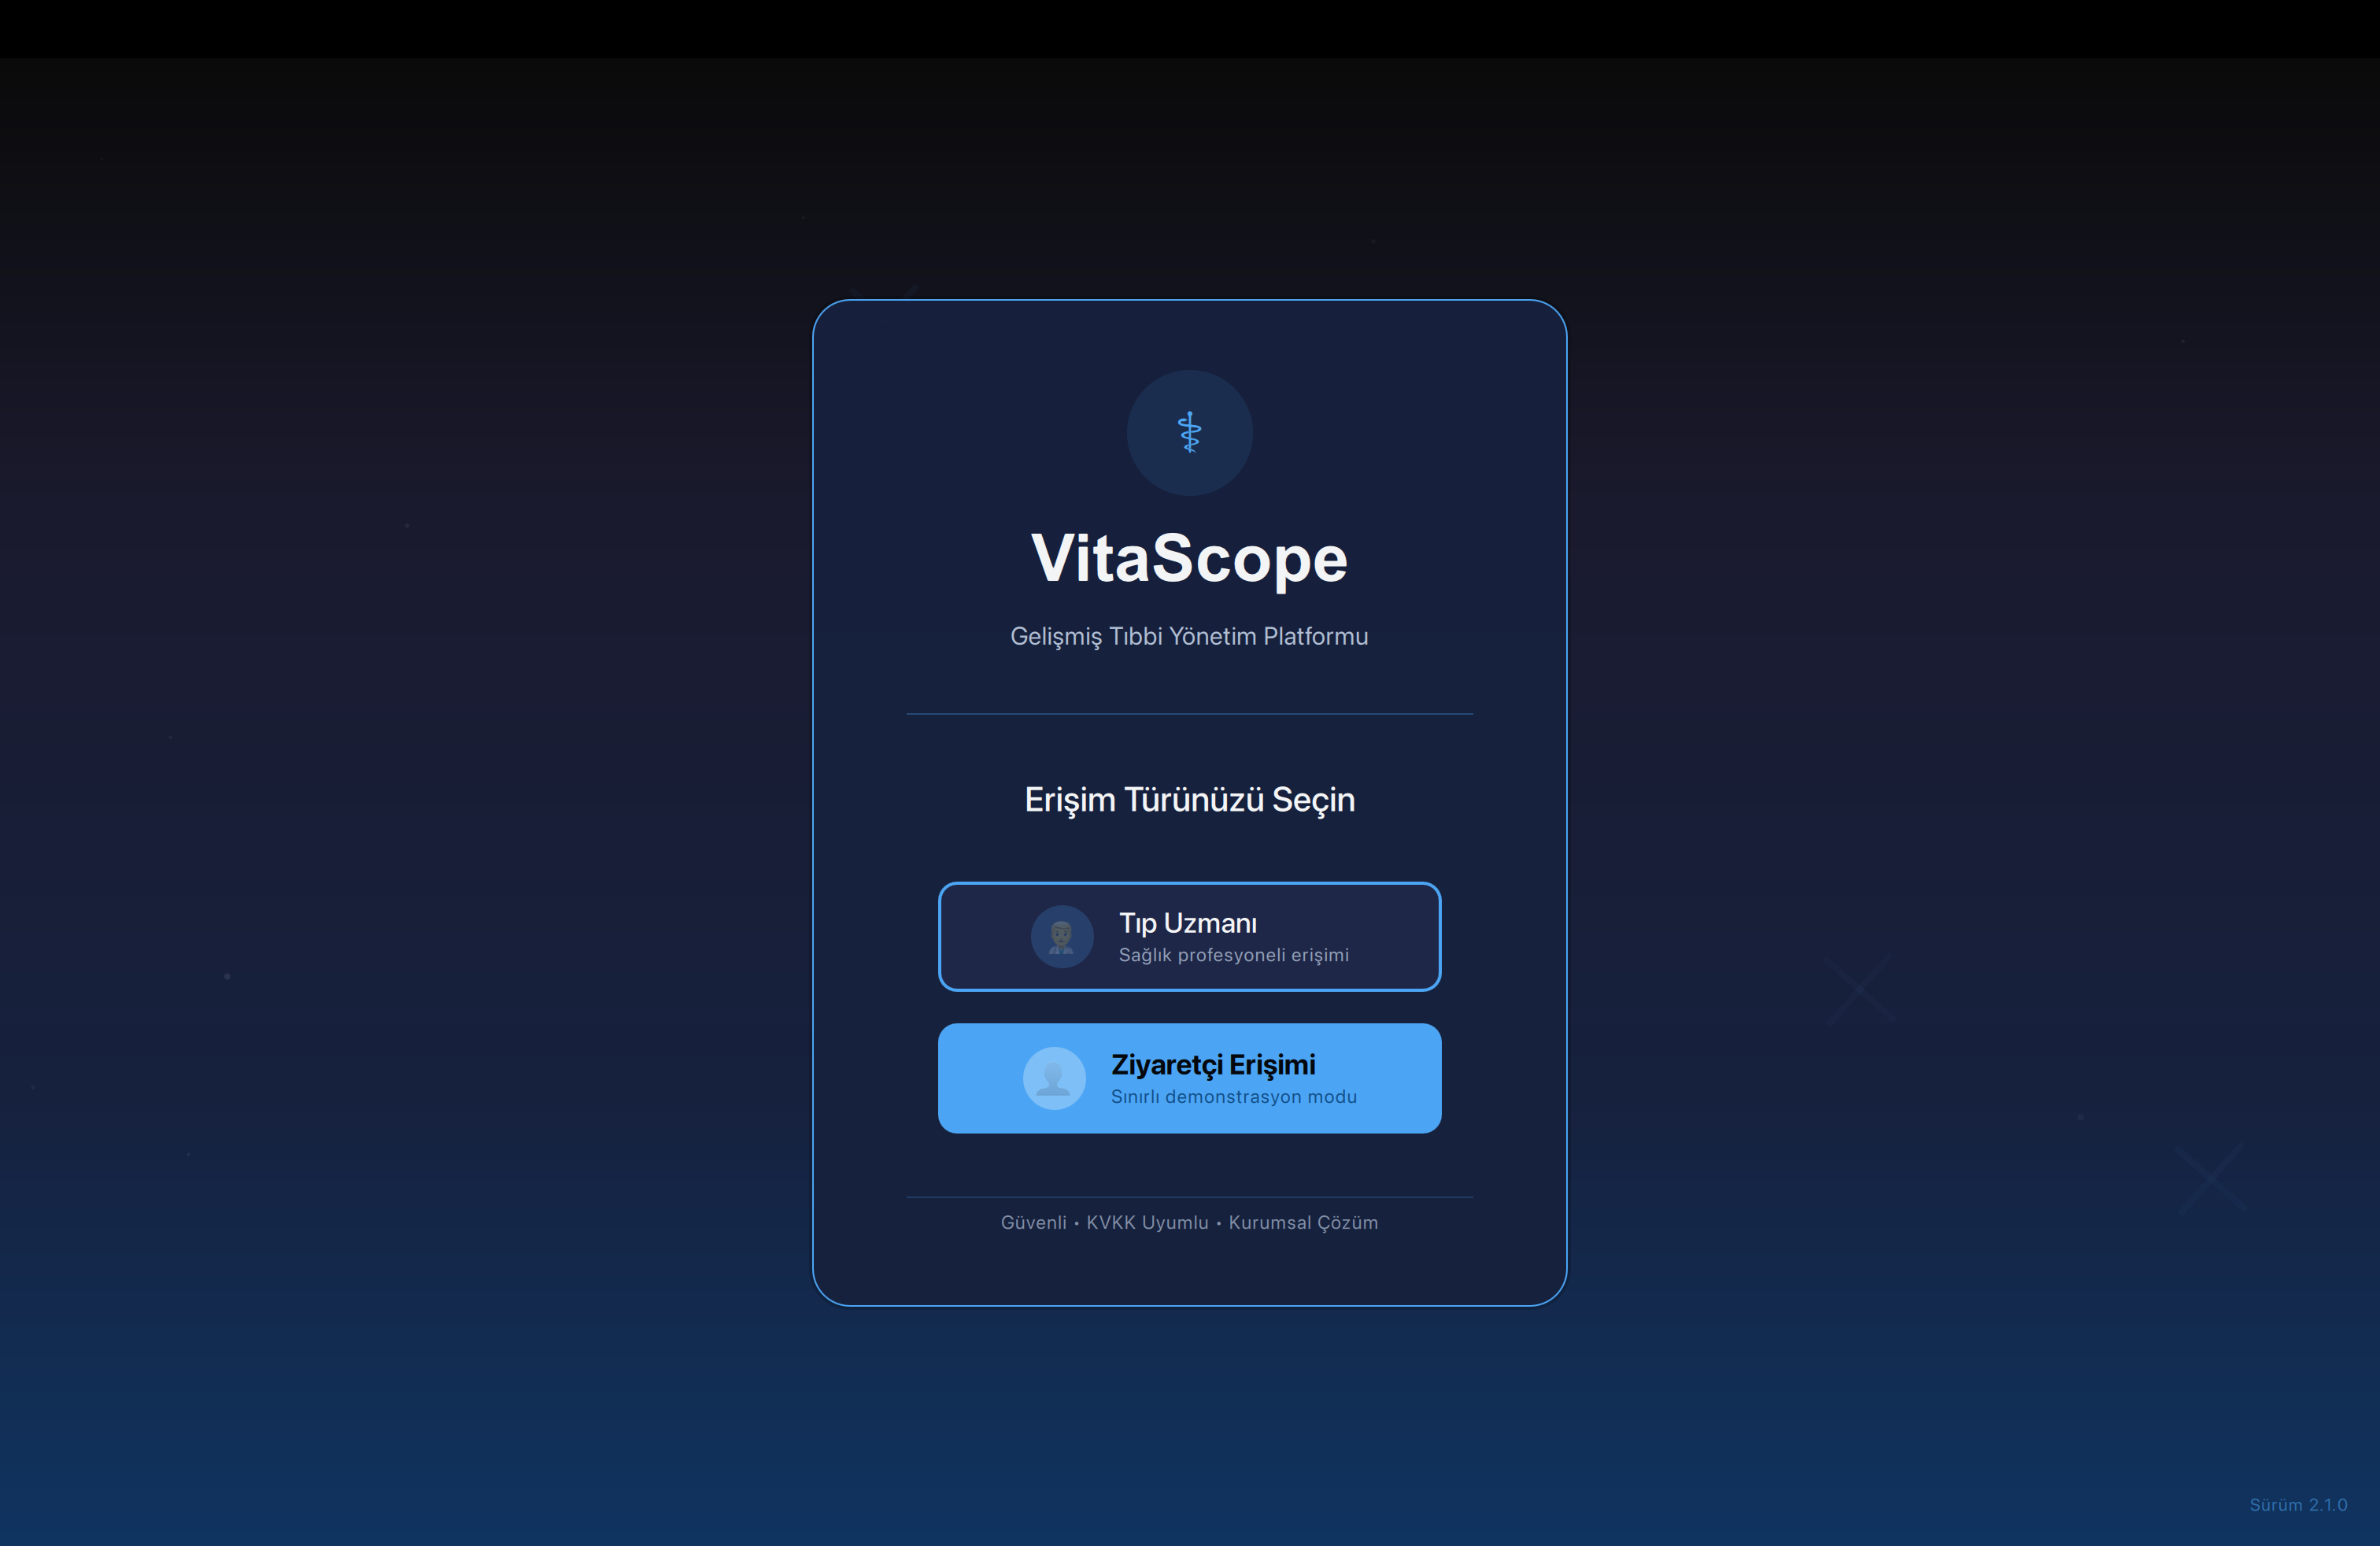 VitaScope
Gelişmiş Tıbbi Yönetim Platformu
Erişim Türünüzü Seçin
Tıp Uzmanı
Sağlık profesyoneli erişimi
Ziyaretçi Erişimi
Sınırlı demonstrasyon modu
Güvenli • KVKK Uyumlu • Kurumsal Çözüm
Sürüm 2.1.0